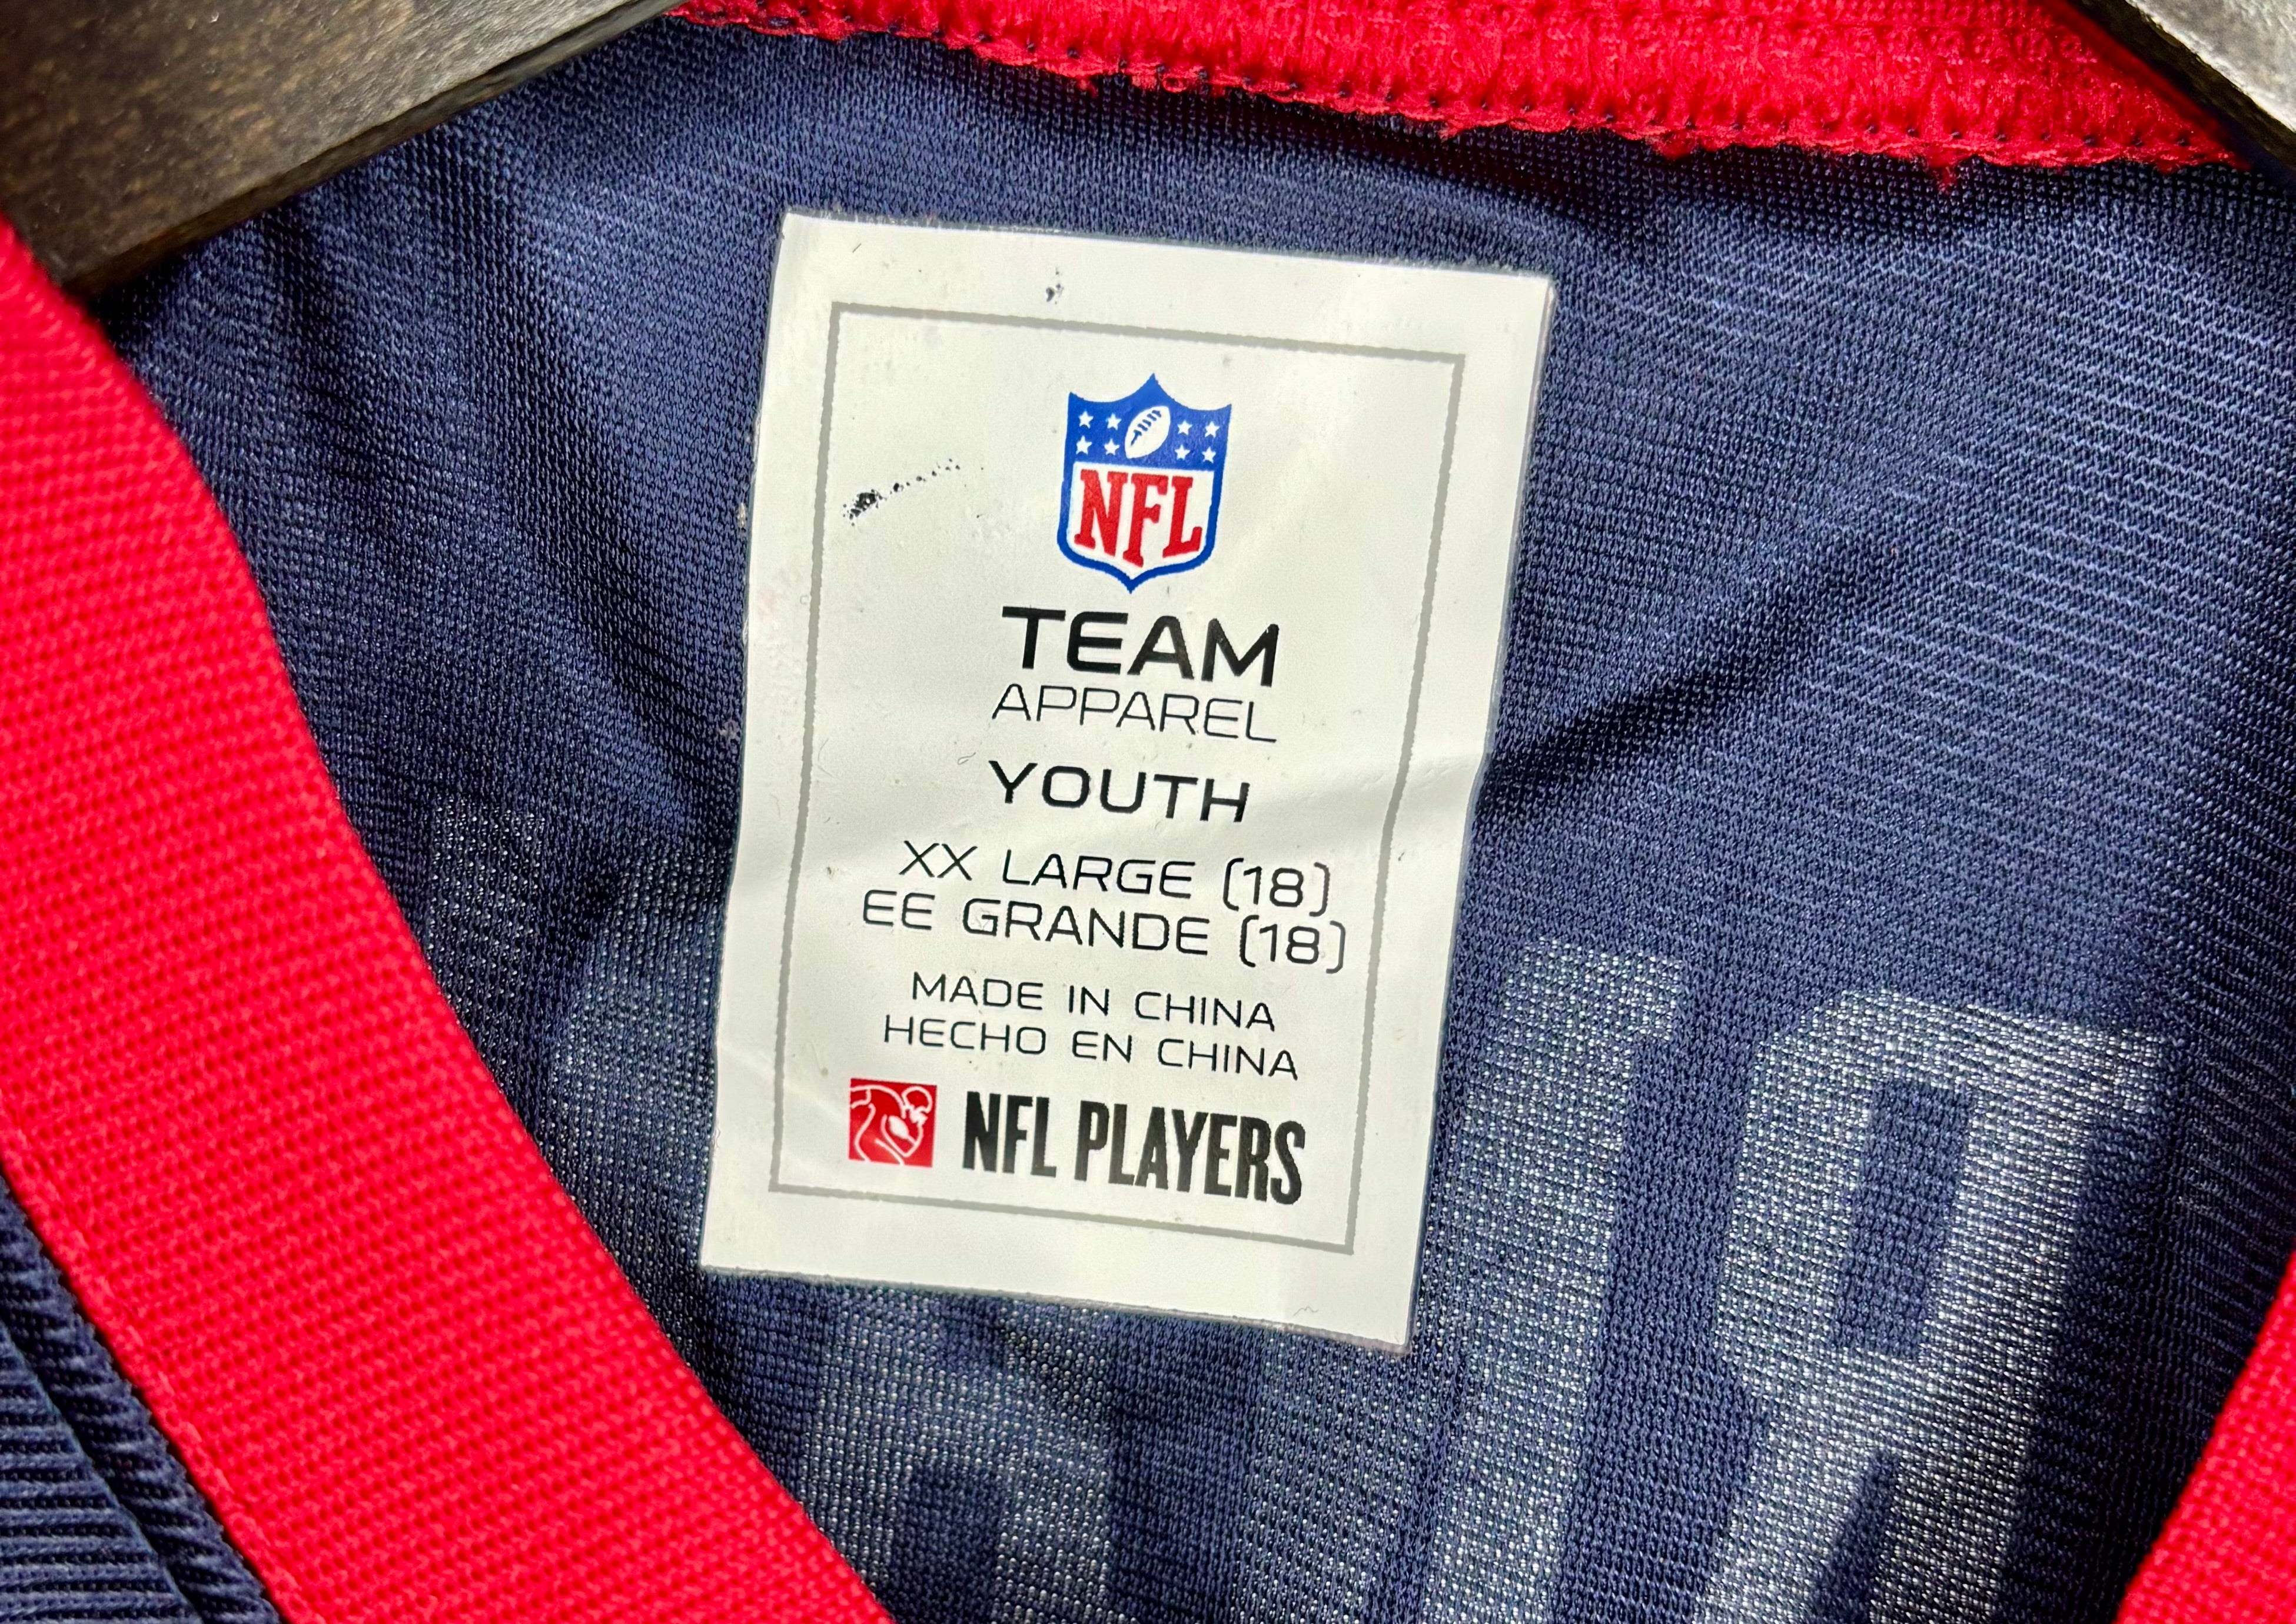 NFL
TEAM
APPAREL
YOUTH
XX LARGE (18)
EE GRANDE (18)
MADE IN CHINA
HECHO EN CHINA
NFL PLAYERS